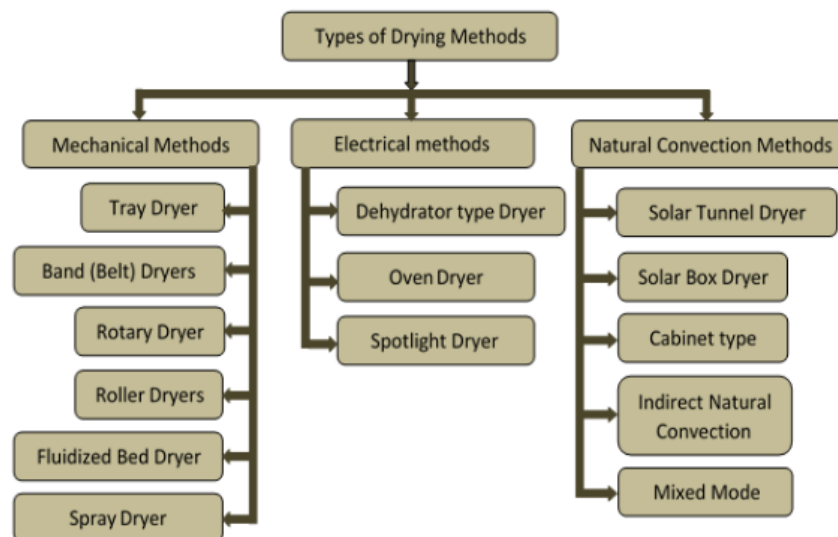 Types of Drying Methods
Mechanical Methods
Tray Dryer
Band (Belt) Dryers
Rotary Dryer
Roller Dryers
Fluidized Bed Dryer
Spray Dryer
Electrical methods
Dehydrator type Dryer
Oven Dryer
Spotlight Dryer
Natural Convection Methods
Solar Tunnel Dryer
Solar Box Dryer
Cabinet type
Indirect Natural
Convection
Mixed Mode